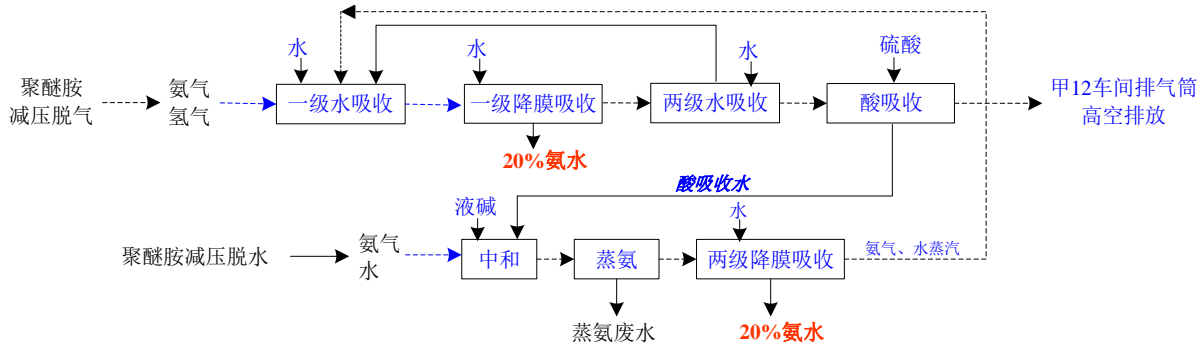 水
水
水
硫酸
聚醚胺
减压脱气
氨气
氢气
一级水吸收
一级降膜吸收
两级水吸收
酸吸收
甲12车间排气筒
高空排放
20%氨水
酸吸收水
液碱
水
聚醚胺减压脱水
氨气
水
中和
蒸氨
两级降膜吸收
氨气、水蒸汽
蒸氨废水
20%氨水